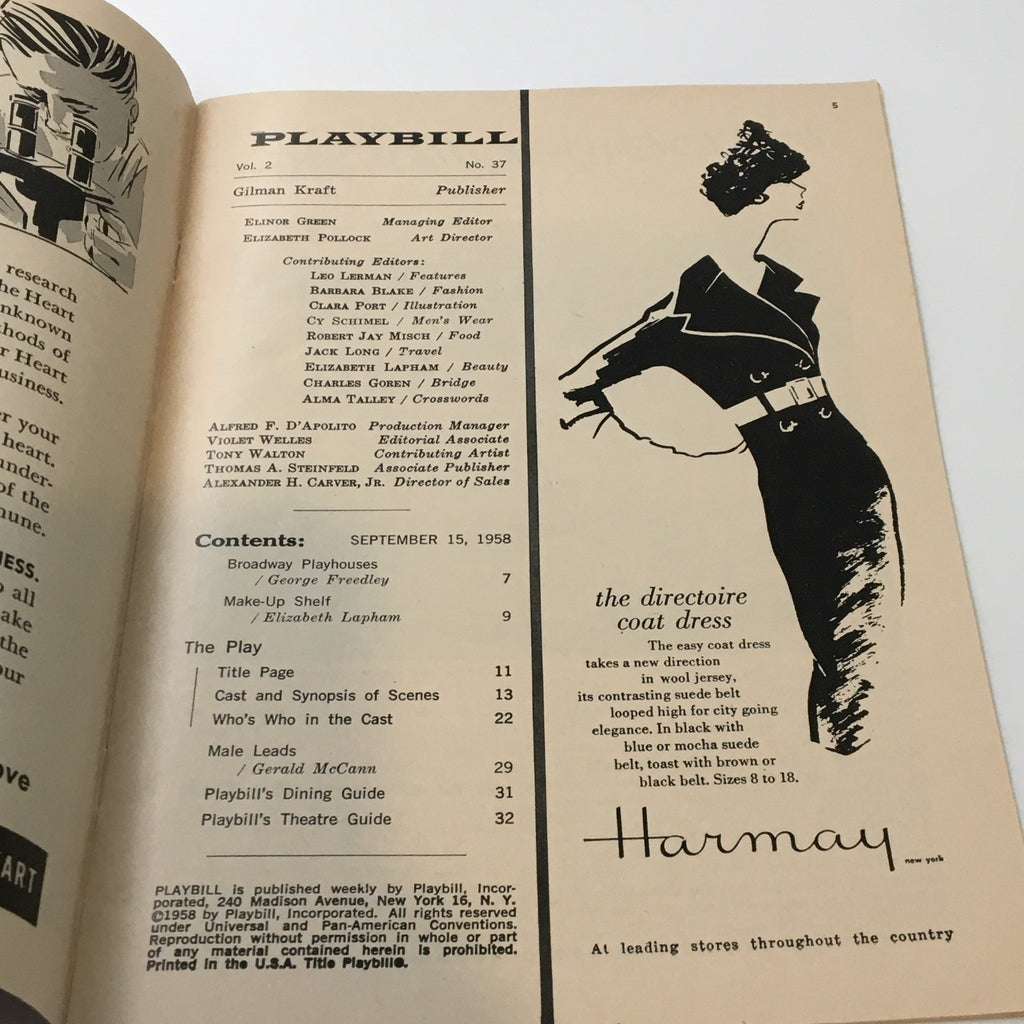 research
he Heart
nknown
hods of
r Heart
usiness.
er your
heart.
under-
of the
mune.
NESS.
o all
ake
the
our
ove
EART
PLAYBILL
Vol. 2 No. 37
Gilman Kraft Publisher
ELINOR GREEN Managing Editor
ELIZABETH POLLOCK Art Director
Contributing Editors:
LEO LERMAN / Features
BARBARA BLAKE / Fashion
CLARA PORT / Illustration
CY SCHIMEL / Men's Wear
ROBERT JAY MISCH / Food
JACK LONG / Travel
ELIZABETH LAPHAM / Beauty
CHARLES GOREN / Bridge
ALMA TALLEY / Crosswords
ALFRED F. D'APOLITO Production Manager
VIOLET WELLES Editorial Associate
TONY WALTON Contributing Artist
THOMAS A. STEINFELD Associate Publisher
ALEXANDER H. CARVER, JR. Director of Sales
Contents: SEPTEMBER 15, 1958
Broadway Playhouses
/ George Freedley 7
Make-Up Shelf
/ Elizabeth Lapham 9
The Play
Title Page 11
Cast and Synopsis of Scenes 13
Who's Who in the Cast 22
Male Leads
/ Gerald McCann 29
Playbill's Dining Guide 31
Playbill's Theatre Guide 32
PLAYBILL is published weekly by Playbill, Incor-
porated, 240 Madison Avenue, New York 16, N. Y.
©1958 by Playbill, Incorporated. All rights reserved
under Universal and Pan-American Conventions.
Reproduction without permission in whole or part
of any material contained herein is prohibited.
Printed in the U.S.A. Title Playbill®.
5
the directoire
coat dress
The easy coat dress
takes a new direction
in wool jersey,
its contrasting suede belt
looped high for city going
elegance. In black with
blue or mocha suede
belt, toast with brown or
black belt. Sizes 8 to 18.
Harmay
new york
At leading stores throughout the country